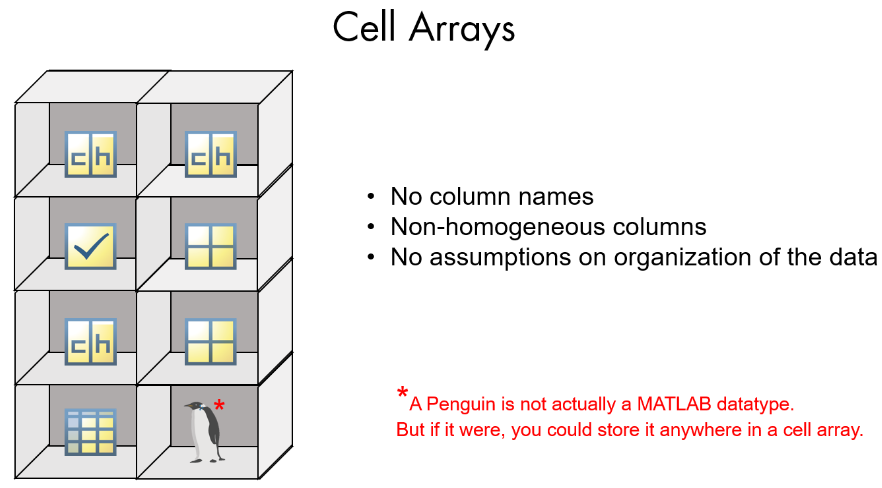 Cell Arrays
ch ch
ch
• No column names
• Non-homogeneous columns
• No assumptions on organization of the data
*
*A Penguin is not actually a MATLAB datatype.
But if it were, you could store it anywhere in a cell array.